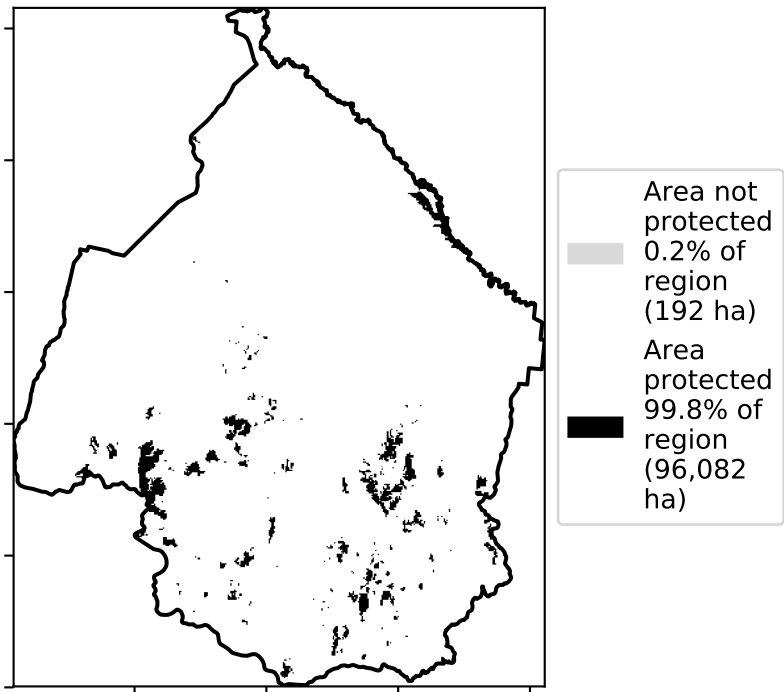 Area not
protected
0.2% of
region
(192 ha)
Area
protected
99.8% of
region
(96,082
ha)